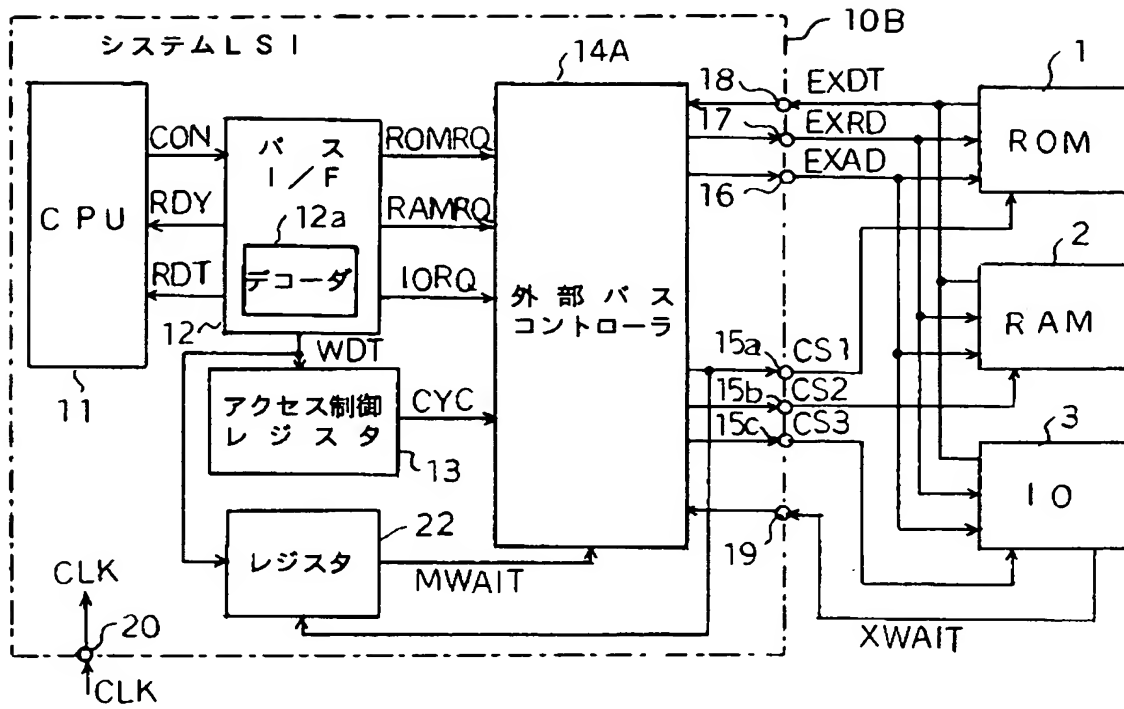 システムLSI
10B
14A
1
CPU
CON
RDY
RDT
11
バス
I/F
12a
デコーダ
12
ROMRQ
RAMRQ
IORQ
外部バス
コントローラ
18
EXDT
17
EXRD
EXAD
16
ROM
2
RAM
WDT
アクセス制御
レジスタ
13
CYC
15a
CS1
15b
CS2
15c
CS3
3
IO
レジスタ
22
MWAIT
19
XWAIT
CLK
20
CLK